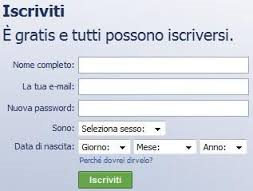 Iscriviti
È gratis e tutti possono iscriversi.
Nome completo:
La tua e-mail:
Nuova password:
Sono: Seleziona sesso:
Data di nascita: Giorno: Mese: Anno:
Perché dovrei dirvelo?
Iscriviti